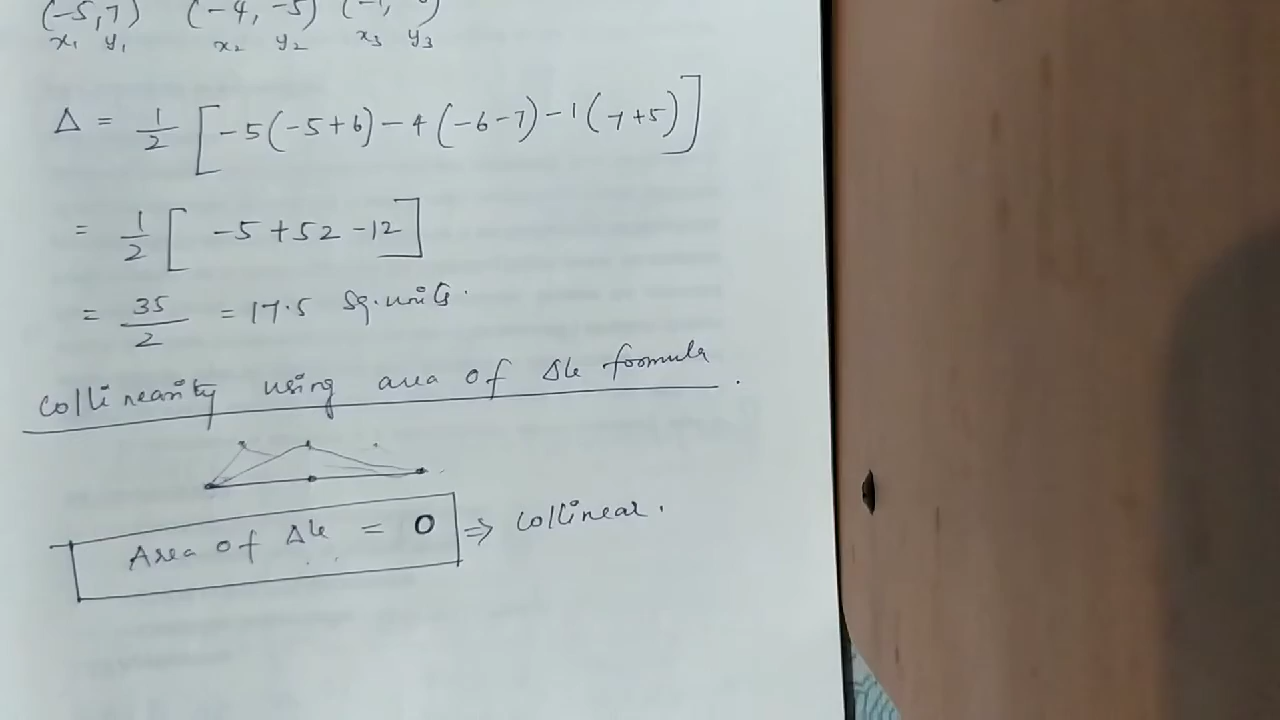 (-5,7) (-4, -5) (-1,
x₁ y₁ x₂ y₂ x₃ y₃
Δ = 1/2 [-5(-5+6)-4(-6-7)-1(7+5)]
= 1/2 [ -5+52-12]
= 35/2 = 17.5 Sq.units.
Collinearity using area of Δle formula.
Area of Δle = 0 ⇒ Collinear.